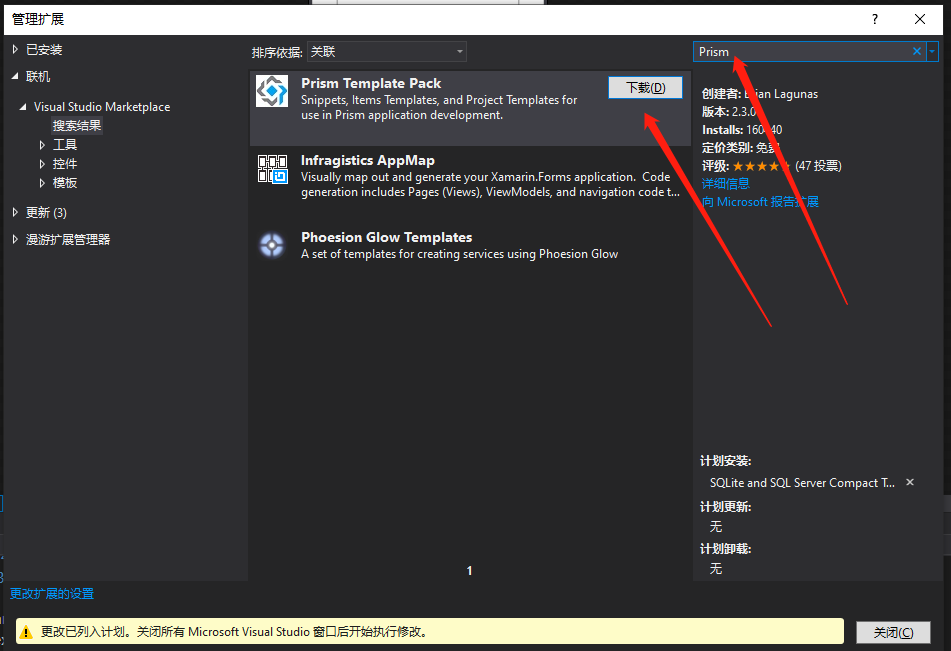 管理扩展
?
已安装
联机
Visual Studio Marketplace
搜索结果
工具
控件
模板
更新 (3)
漫游扩展管理器
排序依据: 关联
Prism Template Pack
Snippets, Items Templates, and Project Templates for
use in Prism application development.
下载(D)
Infragistics AppMap
Visually map out and generate your Xamarin.Forms application. Code
generation includes Pages (Views), ViewModels, and navigation code t...
Phoesion Glow Templates
A set of templates for creating services using Phoesion Glow
1
Prism
创建者: Brian Lagunas
版本: 2.3.0
Installs:
定价类别: 免费
评级: (47 投票)
详细信息
向 Microsoft 报告扩展
计划安装:
SQLite and SQL Server Compact T...
计划更新:
无
计划卸载:
无
更改扩展的设置
更改已列入计划。关闭所有 Microsoft Visual Studio 窗口后开始执行修改。
关闭(C)